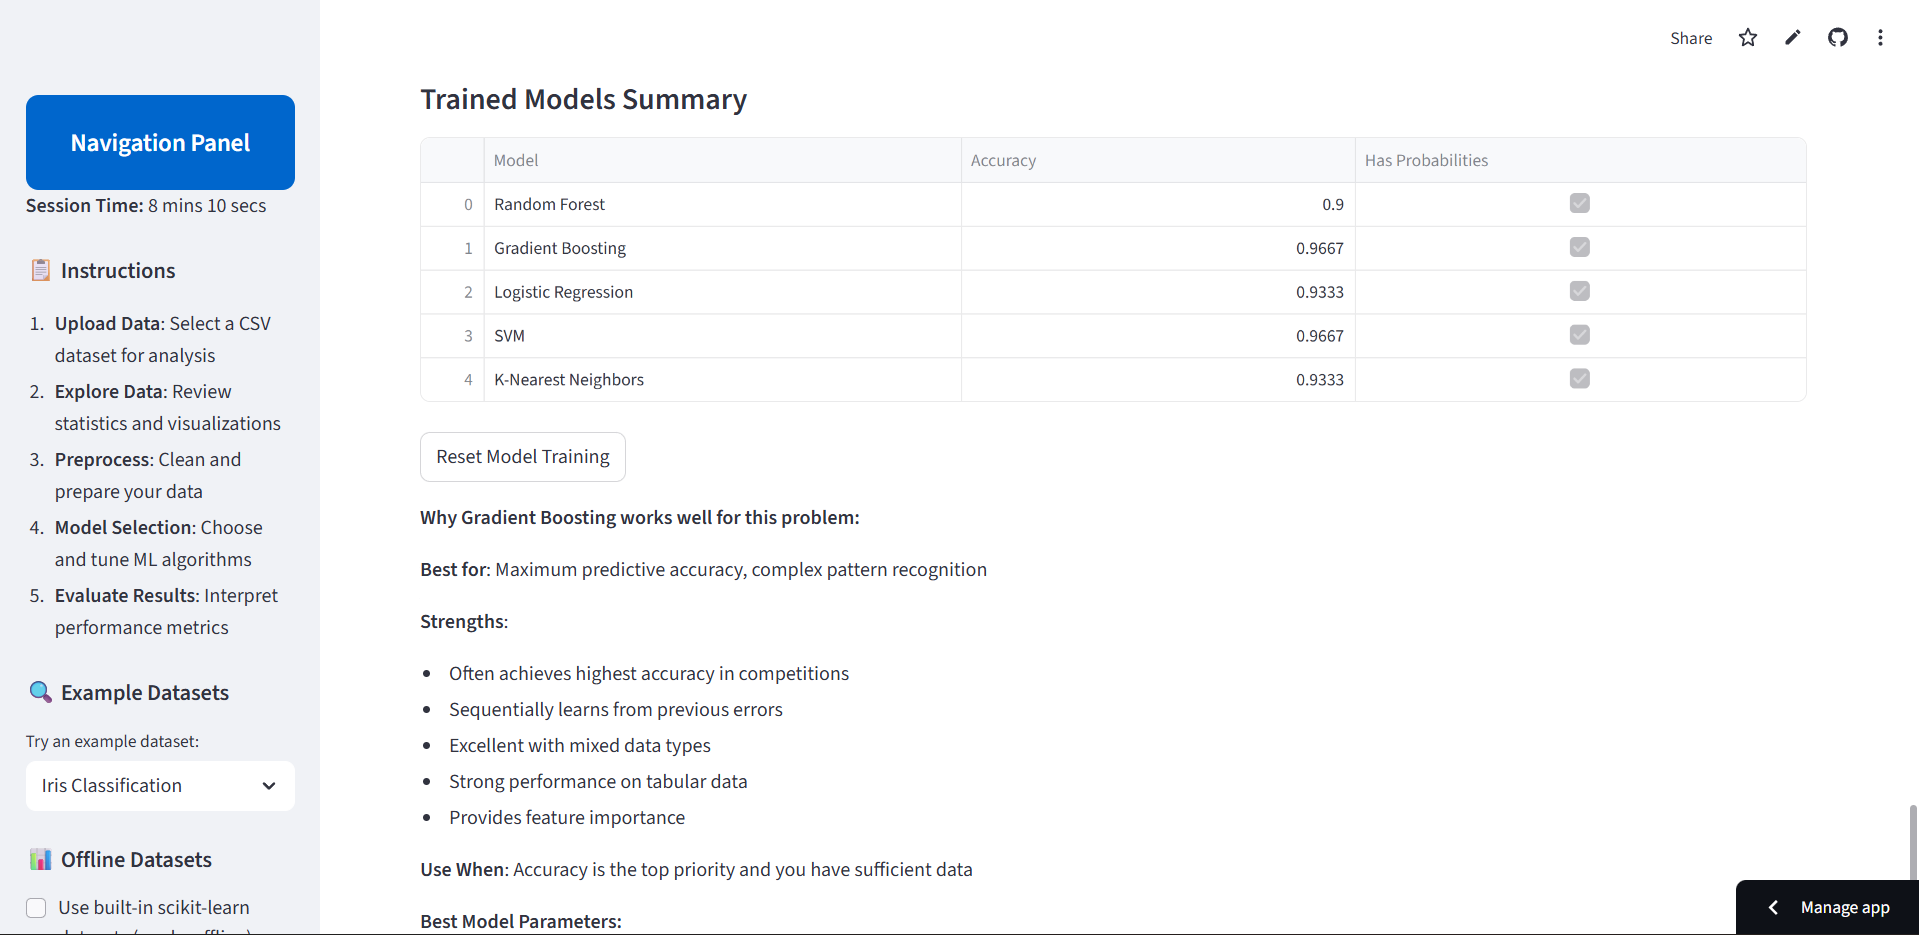 Share
Navigation Panel
Session Time: 8 mins 10 secs
Instructions
1. Upload Data: Select a CSV
dataset for analysis
2. Explore Data: Review
statistics and visualizations
3. Preprocess: Clean and
prepare your data
4. Model Selection: Choose
and tune ML algorithms
5. Evaluate Results: Interpret
performance metrics
Example Datasets
Try an example dataset:
Iris Classification
Offline Datasets
Use built-in scikit-learn
Trained Models Summary
Model Accuracy Has Probabilities
0 Random Forest 0.9
1 Gradient Boosting 0.9667
2 Logistic Regression 0.9333
3 SVM 0.9667
4 K-Nearest Neighbors 0.9333
Reset Model Training
Why Gradient Boosting works well for this problem:
Best for: Maximum predictive accuracy, complex pattern recognition
Strengths:
• Often achieves highest accuracy in competitions
• Sequentially learns from previous errors
• Excellent with mixed data types
• Strong performance on tabular data
• Provides feature importance
Use When: Accuracy is the top priority and you have sufficient data
Best Model Parameters:
Manage app